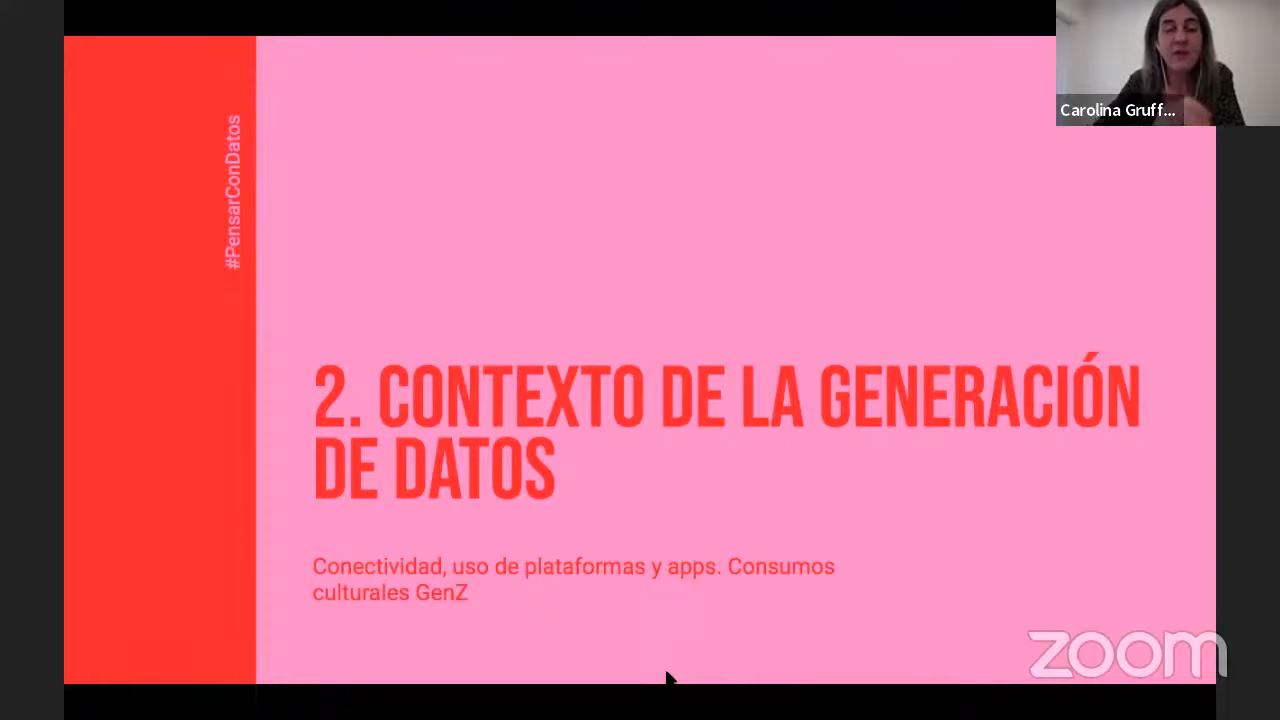 Carolina Gruff...
#PensarConDatos
2. CONTEXTO DE LA GENERACIÓN
DE DATOS
Conectividad, uso de plataformas y apps. Consumos
culturales GenZ
zoom